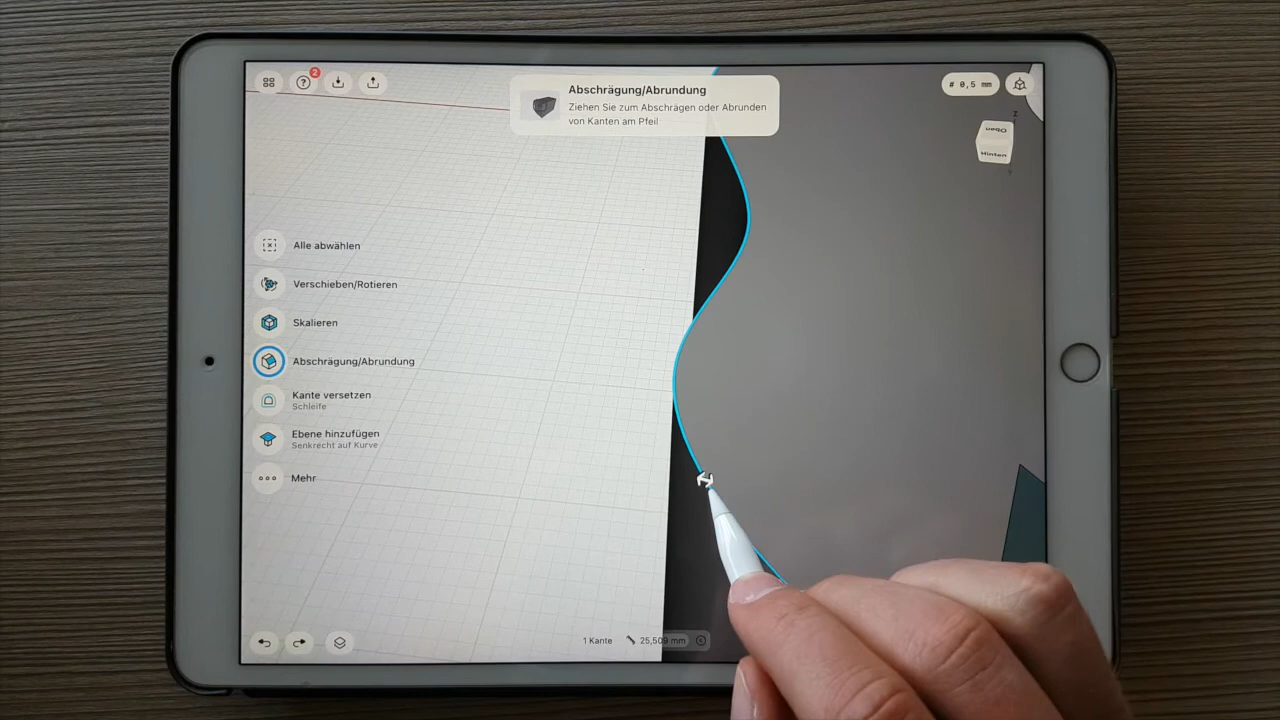 2
Abschrägung/Abrundung
Ziehen Sie zum Abschrägen oder Abrunden
von Kanten am Pfeil
# 0,5 mm
Z
Oben
Hinten
Y
Alle abwählen
Verschieben/Rotieren
Skalieren
Abschrägung/Abrundung
Kante versetzen
Schleife
Ebene hinzufügen
Senkrecht auf Kurve
Mehr
1 Kante
25,509 mm